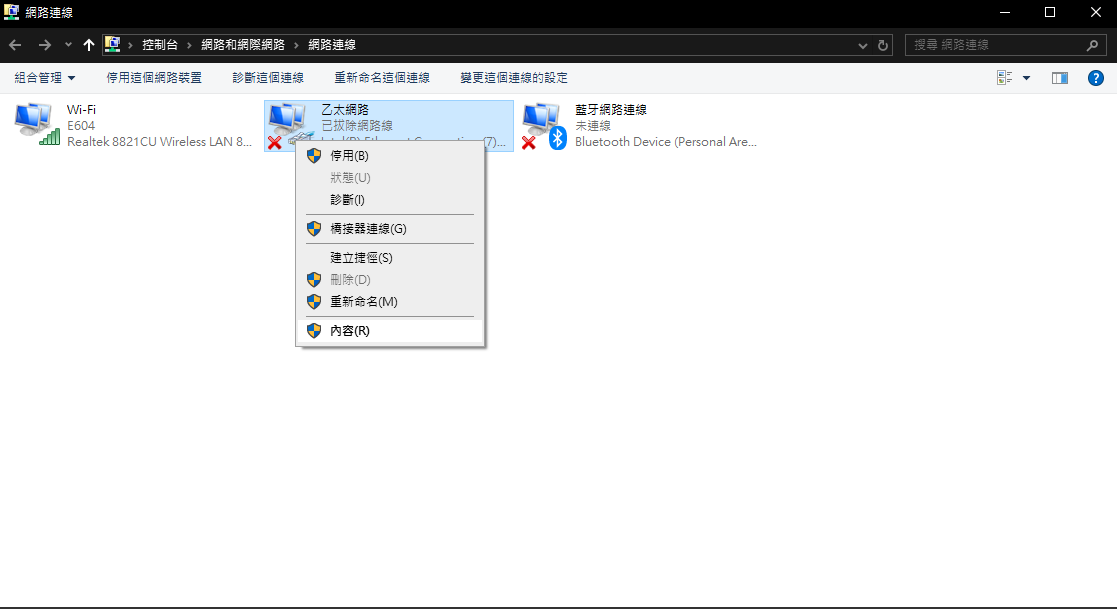 網路連線
控制台 › 網路和網際網路 › 網路連線
搜尋 網路連線
組合管理 停用這個網路裝置 診斷這個連線 重新命名這個連線 變更這個連線的設定
Wi-Fi
E604
Realtek 8821CU Wireless LAN 8...
乙太網路
已拔除網路線
Intel(R) Ethernet Connection (7)...
藍牙網路連線
未連線
Bluetooth Device (Personal Are...
停用(B)
狀態(U)
診斷(I)
橋接器連線(G)
建立捷徑(S)
刪除(D)
重新命名(M)
內容(R)